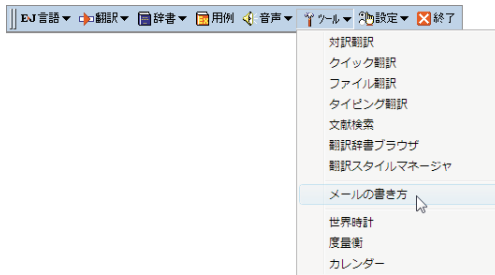 EJ 言語▼ 翻訳▼ 辞書▼ 用例 音声▼ ツール▼ 設定▼ 終了
対訳翻訳
クイック翻訳
ファイル翻訳
タイピング翻訳
文献検索
翻訳辞書ブラウザ
翻訳スタイルマネージャ
メールの書き方
世界時計
度量衡
カレンダー